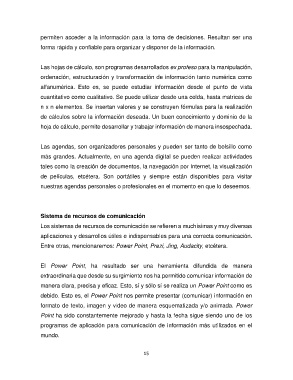 permiten acceder a la información para la toma de decisiones. Resultar ser una
forma rápida y confiable para organizar y disponer de la información.
Las hojas de cálculo, son programas desarrollados ex profeso para la manipulación,
ordenación, estructuración y transformación de información tanto numérica como
alfanumérica. Esto es, se puede estudiar información desde el punto de vista
cuantitativo como cualitativo. Se puede utilizar desde una celda, hasta matrices de
n x n elementos. Se insertan valores y se construyen fórmulas para la realización
de cálculos sobre la información deseada. Un buen conocimiento y dominio de la
hoja de cálculo, permite desarrollar y trabajar información de manera insospechada.
Las agendas, son organizadores personales y pueden ser tanto de bolsillo como
más grandes. Actualmente, en una agenda digital se pueden realizar actividades
tales como la creación de documentos, la navegación por Internet, la visualización
de películas, etcétera. Son portátiles y siempre están disponibles para visitar
nuestras agendas personales o profesionales en el momento en que lo deseemos.
Sistema de recursos de comunicación
Los sistemas de recursos de comunicación se refieren a muchísimas y muy diversas
aplicaciones y desarrollos útiles e indispensables para una correcta comunicación.
Entre otras, mencionaremos: Power Point, Prezi, Jing, Audacity, etcétera.
El Power Point, ha resultado ser una herramienta difundida de manera
extraordinaria que desde su surgimiento nos ha permitido comunicar información de
manera clara, precisa y eficaz. Esto, si y sólo si se realiza un Power Point como es
debido. Esto es, el Power Point nos permite presentar (comunicar) información en
formato de texto, imagen y video de manera esquematizada y/o animada. Power
Point ha sido constantemente mejorado y hasta la fecha sigue siendo uno de los
programas de aplicación para comunicación de información más utilizados en el
mundo.
15